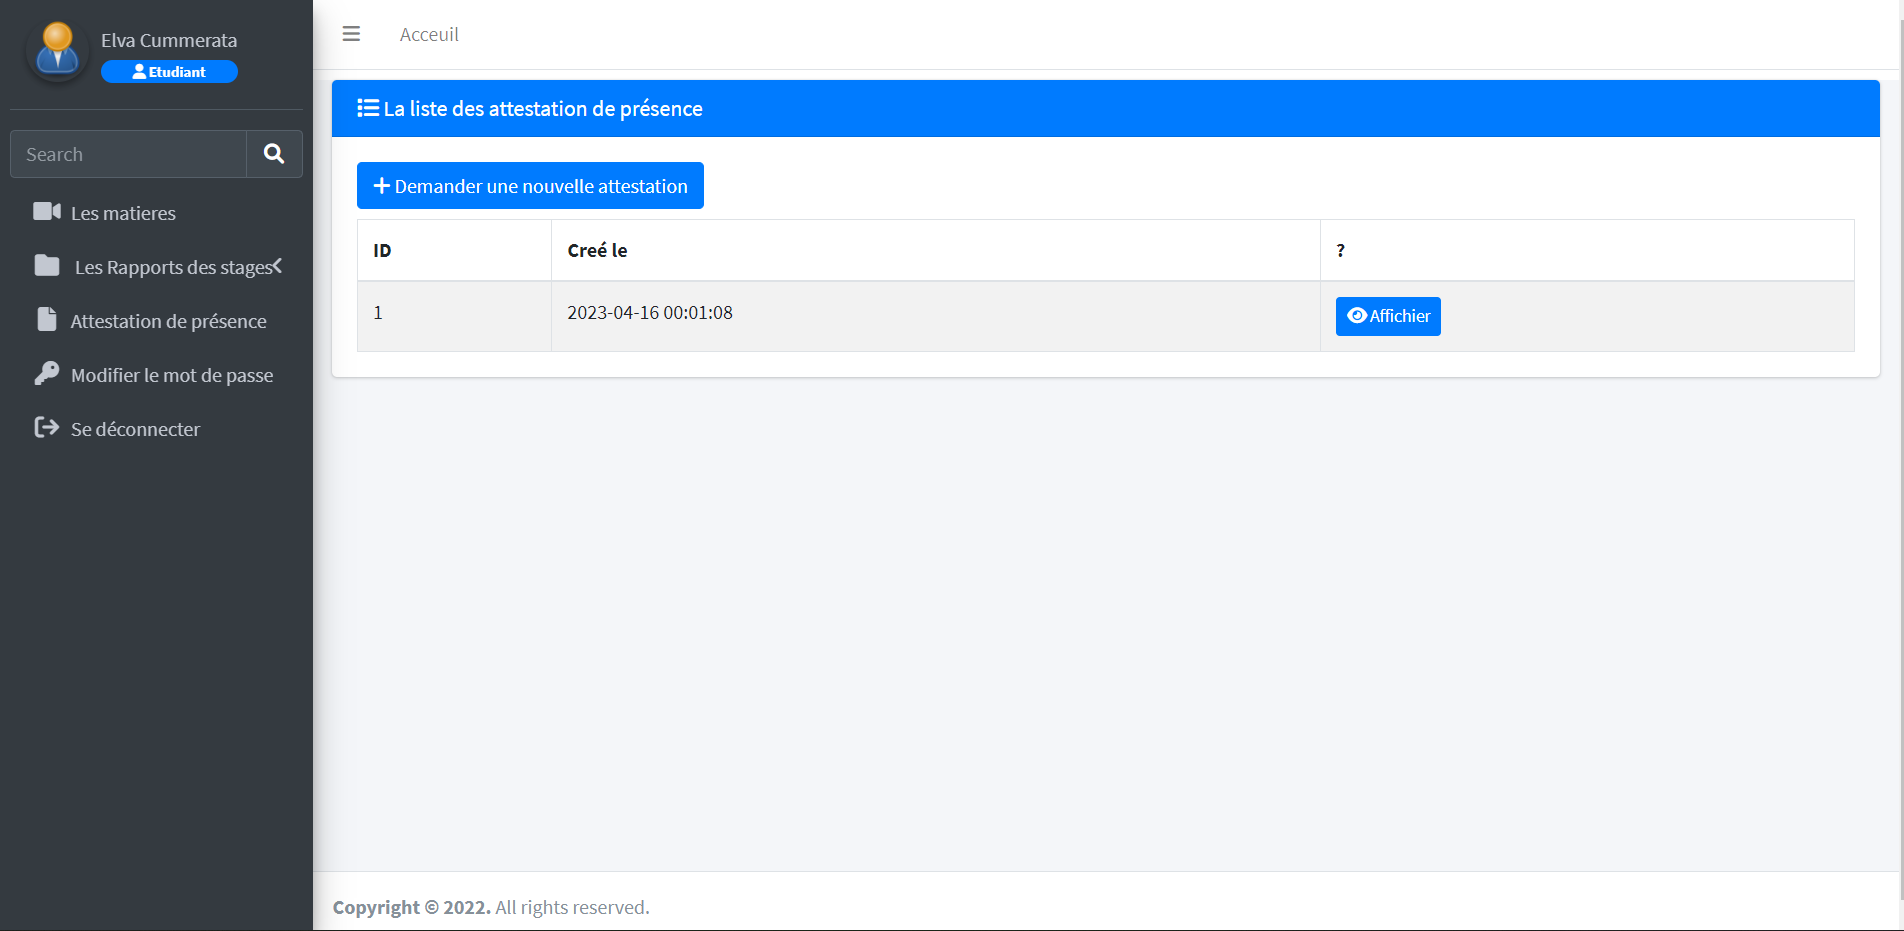 Elva Cummerata
Etudiant
Search
Les matieres
Les Rapports des stages
Attestation de présence
Modifier le mot de passe
Se déconnecter
Acceuil
La liste des attestation de présence
Demander une nouvelle attestation
ID Creé le ?
1 2023-04-16 00:01:08 Affichier
Copyright © 2022. All rights reserved.